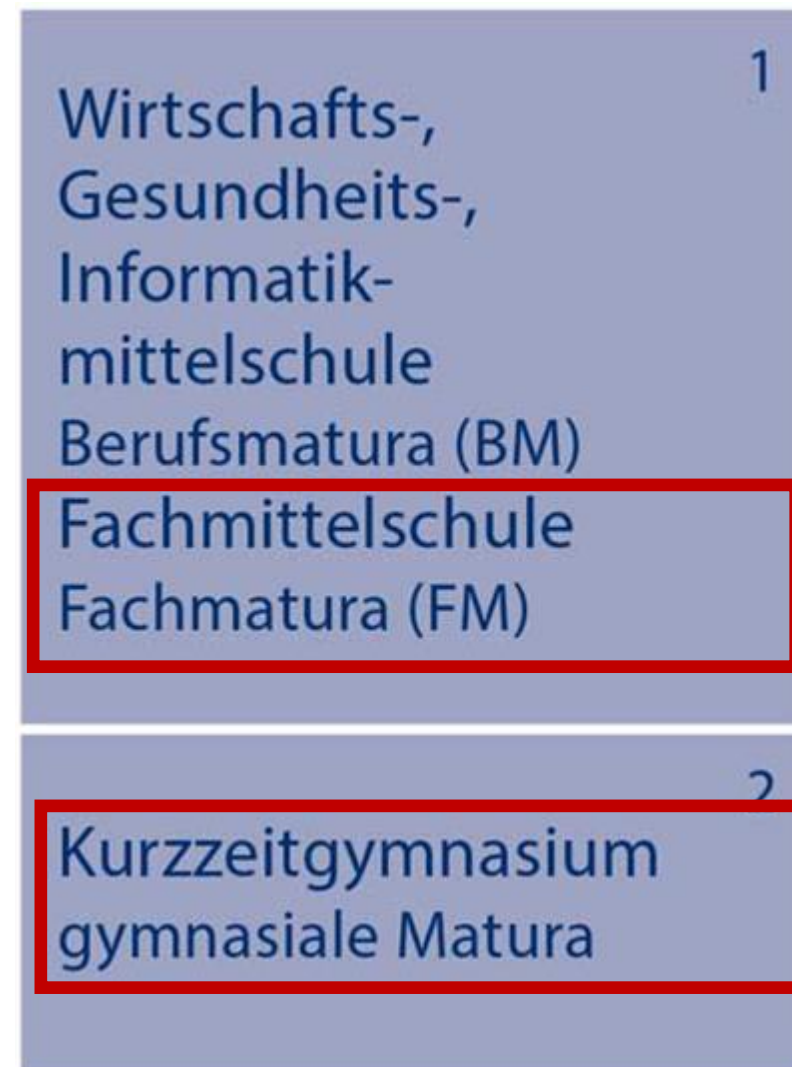 1
Wirtschafts-,
Gesundheits-,
Informatik-
mittelschule
Berufsmatura (BM)
Fachmittelschule
Fachmatura (FM)
2
Kurzzeitgymnasium
gymnasiale Matura